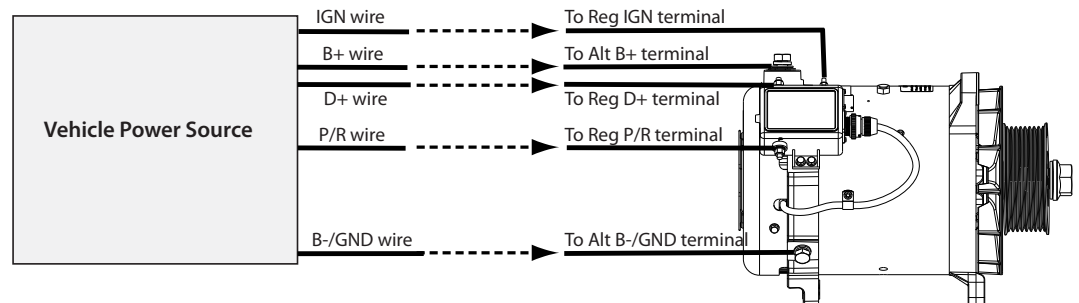 IGN wire
To Reg IGN terminal
B+ wire
To Alt B+ terminal
D+ wire
To Reg D+ terminal
Vehicle Power Source
P/R wire
To Reg P/R terminal
B-/GND wire
To Alt B-/GND terminal